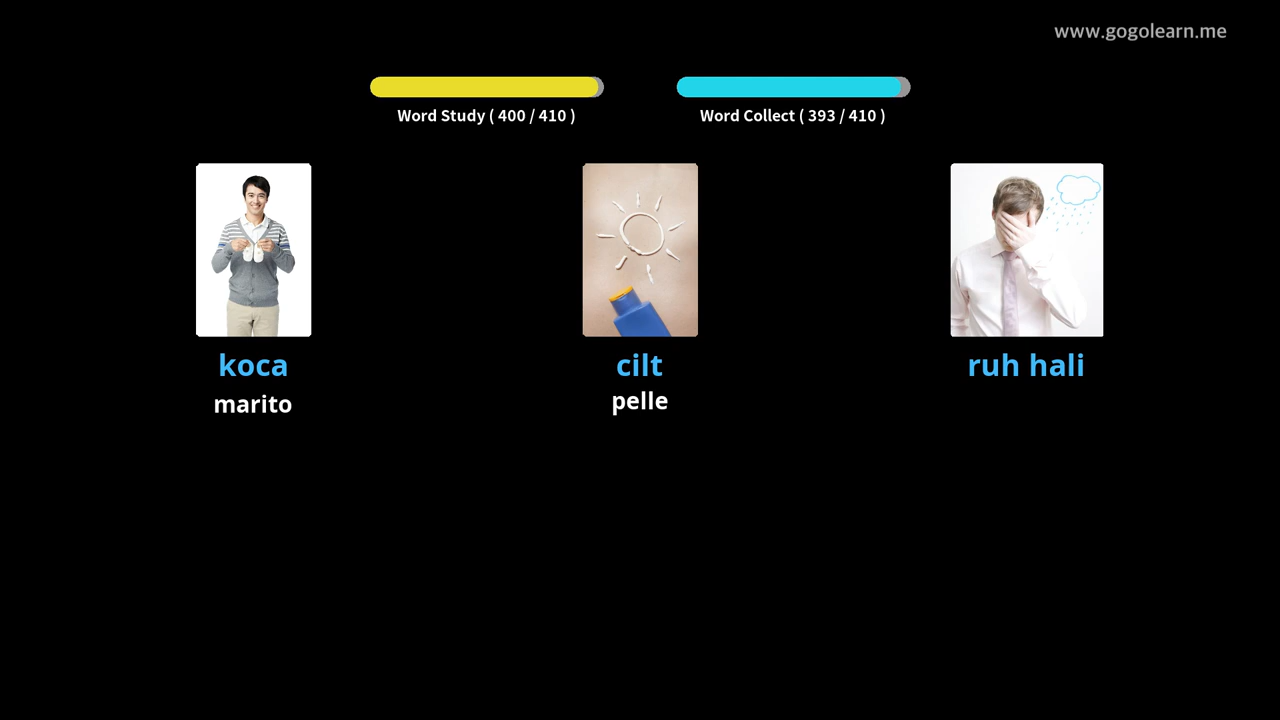 www.gogolearn.me
Word Study ( 400 / 410 )
Word Collect ( 393 / 410 )
koca
marito
cilt
pelle
ruh hali